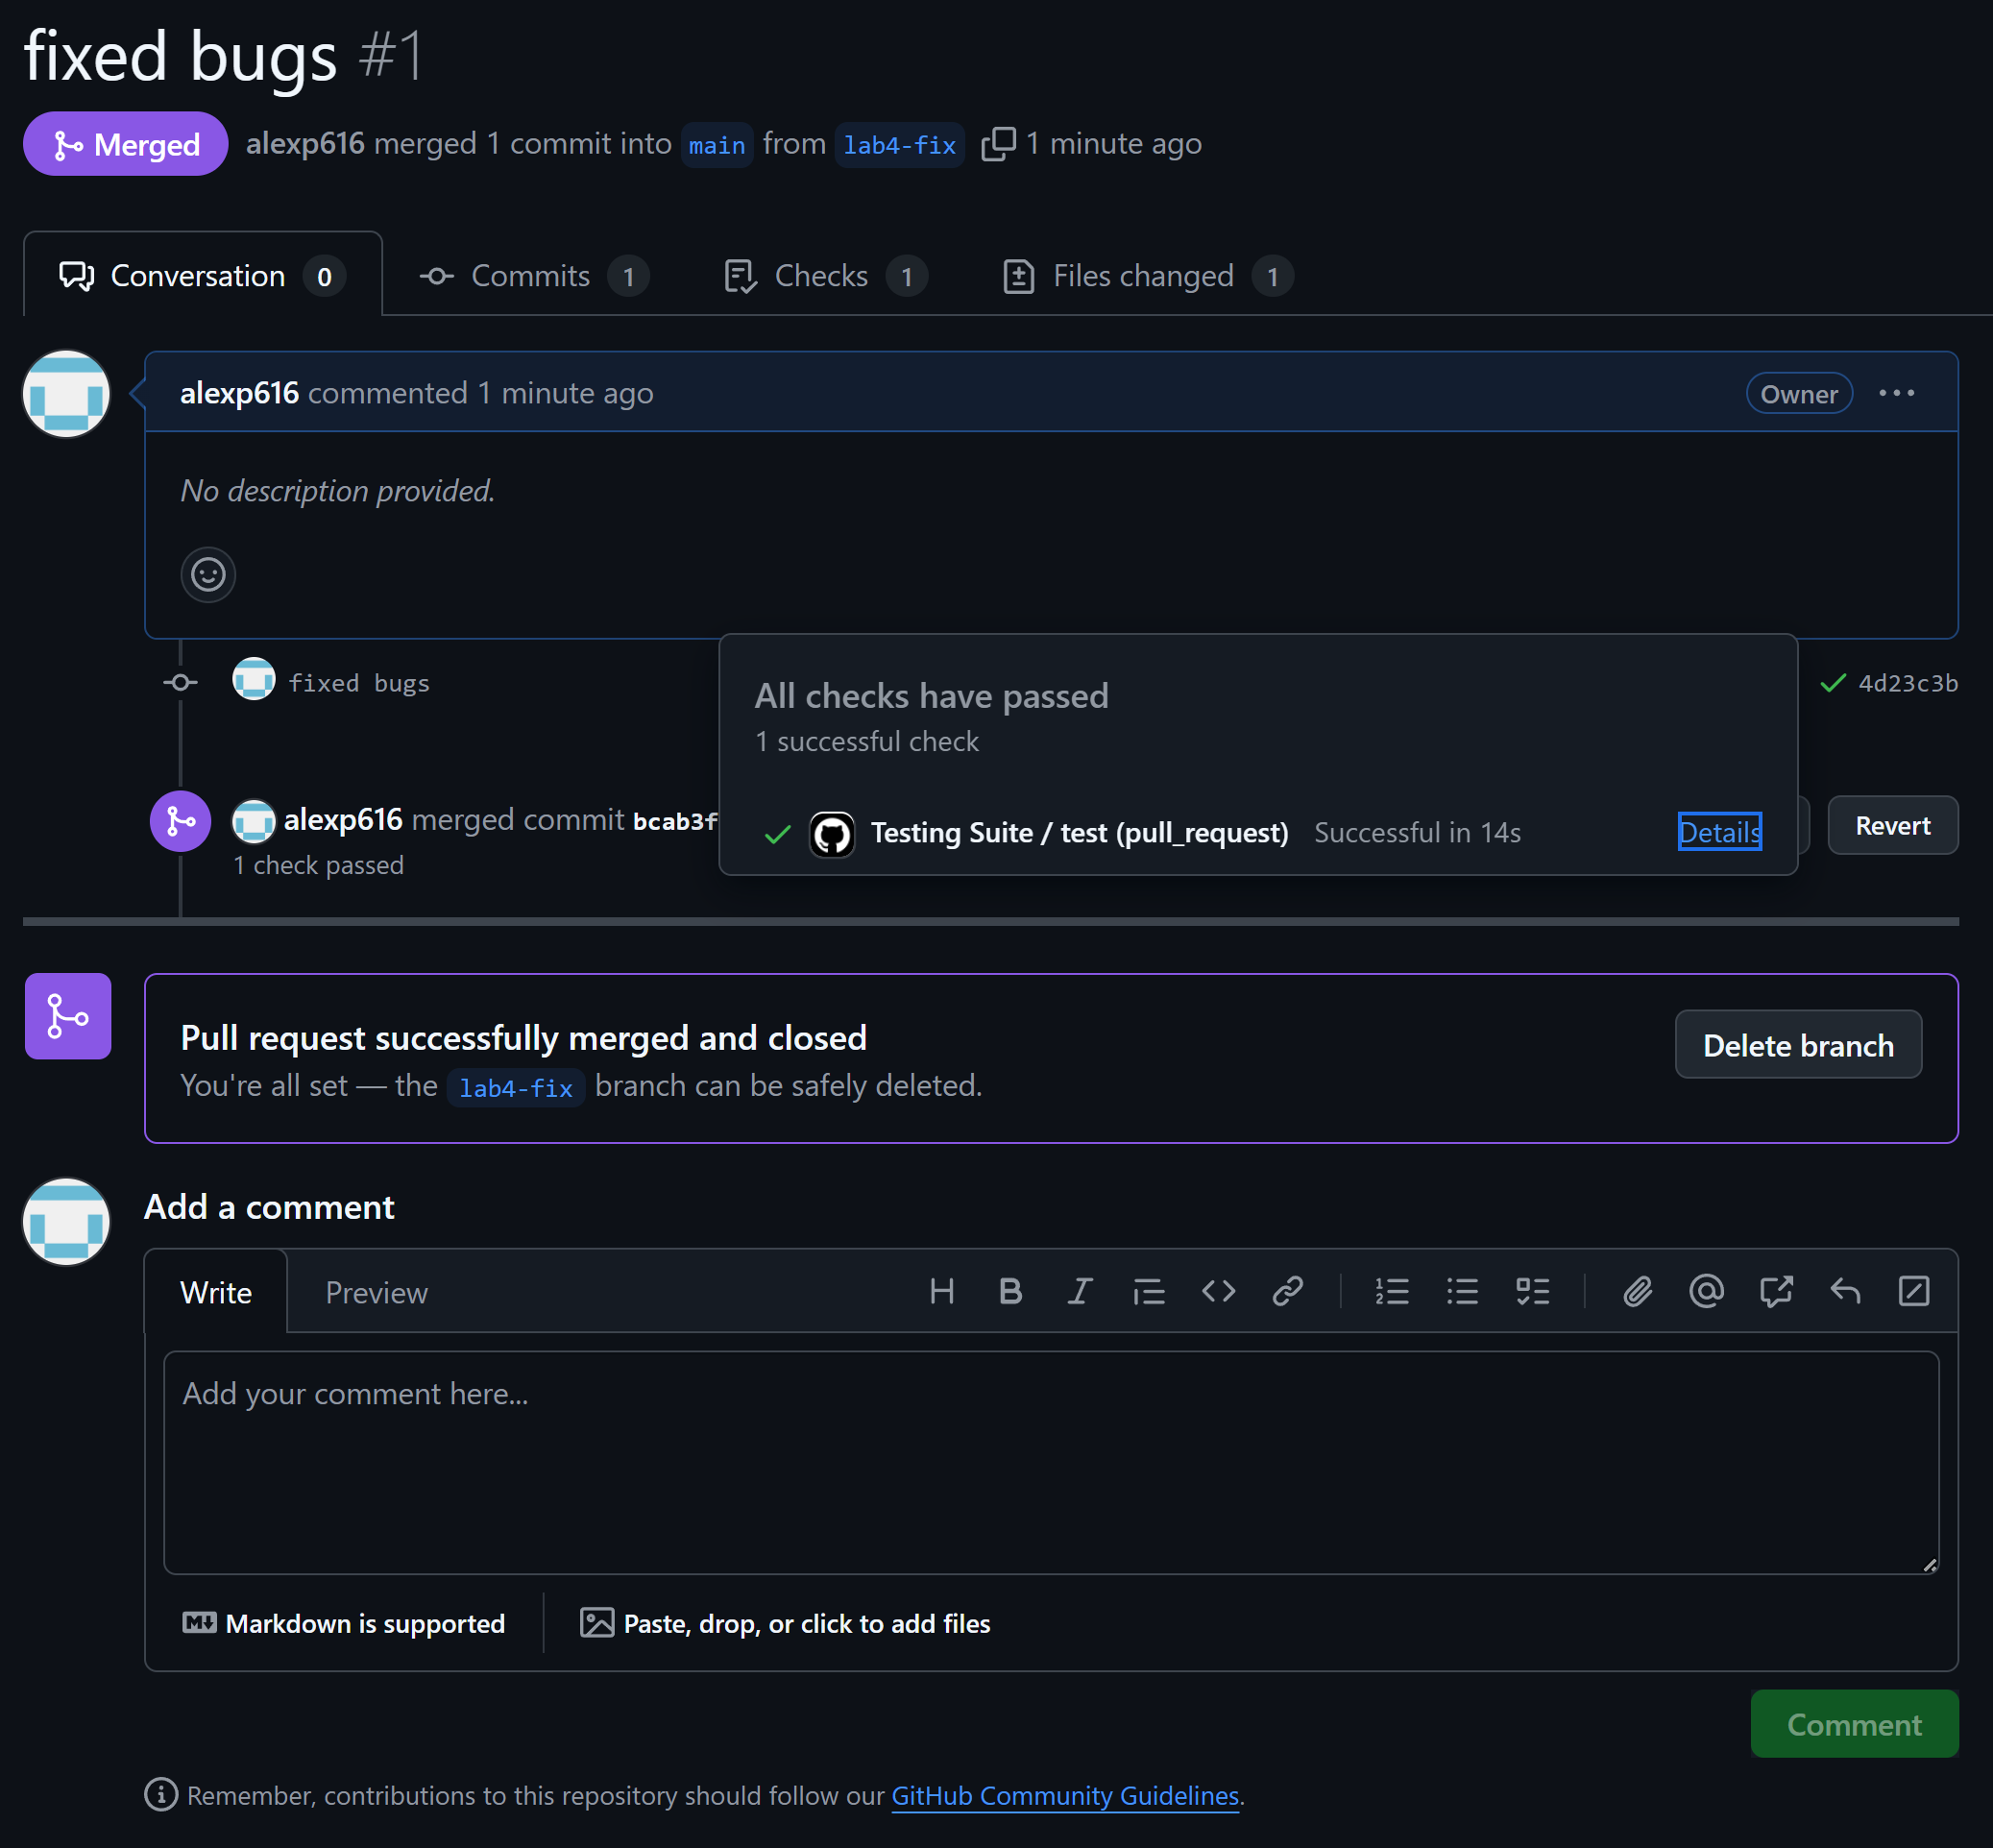 fixed bugs #1
Merged alexp616 merged 1 commit into main from lab4-fix 1 minute ago
Conversation 0 Commits 1 Checks 1 Files changed 1
alexp616 commented 1 minute ago Owner
No description provided.
fixed bugs 4d23c3b
All checks have passed
1 successful check
Testing Suite / test (pull_request) Successful in 14s Details
alexp616 merged commit bcab3f Revert
1 check passed
Pull request successfully merged and closed
You're all set — the lab4-fix branch can be safely deleted.
Delete branch
Add a comment
Write Preview
Add your comment here...
Markdown is supported Paste, drop, or click to add files
Comment
Remember, contributions to this repository should follow our GitHub Community Guidelines.